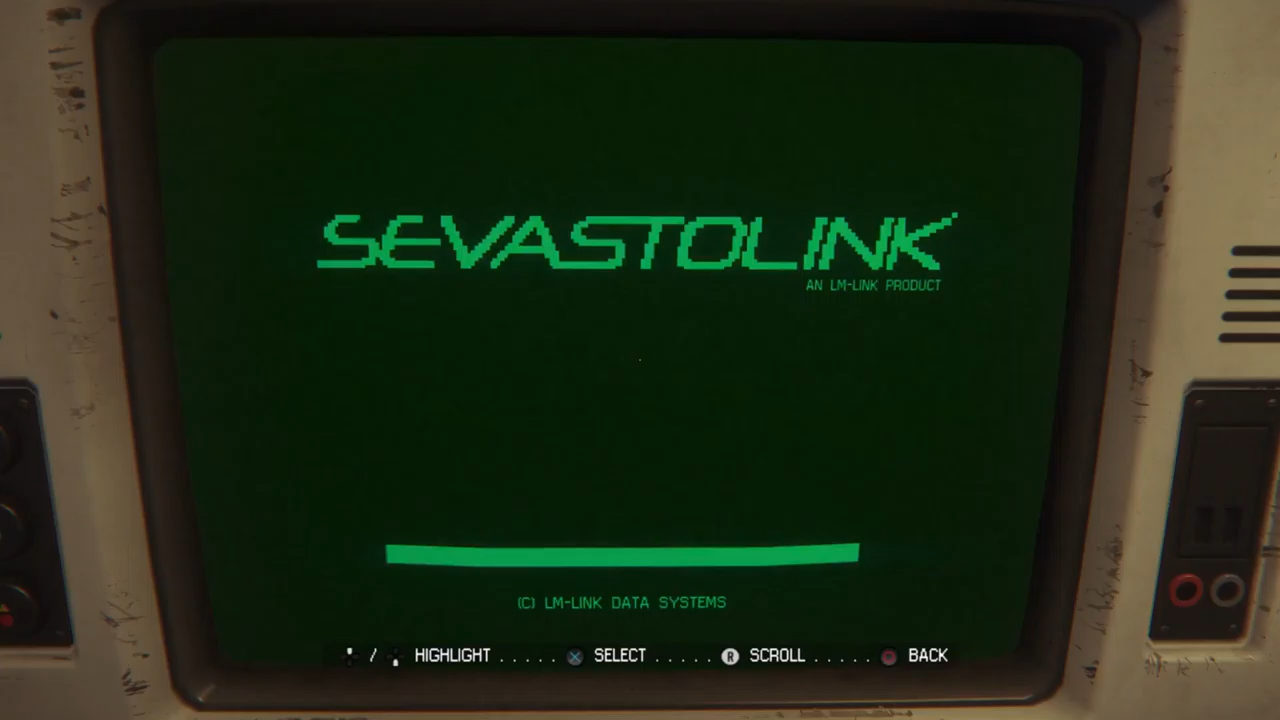 SEVASTOLINK
AN LM-LINK PRODUCT
(C) LM-LINK DATA SYSTEMS
/ HIGHLIGHT ..... SELECT ..... R SCROLL ...... BACK